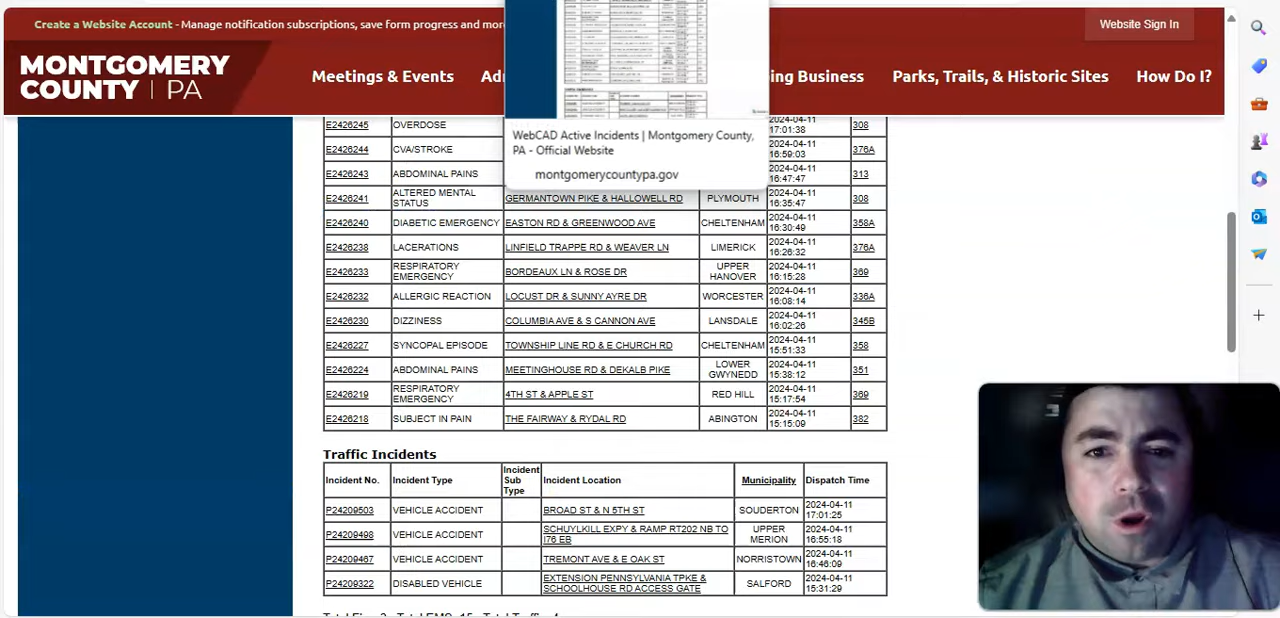 Create a Website Account - Manage notification subscriptions, save form progress and mor
Website Sign In
MONTGOMERY
COUNTY | PA
Meetings & Events
Ad
ing Business
Parks, Trails, & Historic Sites
How Do I?
WebCAD Active Incidents | Montgomery County,
PA - Official Website
montgomerycountypa.gov
E2426245 OVERDOSE 2024-04-11 17:01:38 308
E2426244 CVA/STROKE 2024-04-11 16:59:03 376A
E2426243 ABDOMINAL PAINS 2024-04-11 16:47:47 313
E2426241 ALTERED MENTAL STATUS GERMANTOWN PIKE & HALLOWELL RD PLYMOUTH 2024-04-11 16:35:47 308
E2426240 DIABETIC EMERGENCY EASTON RD & GREENWOOD AVE CHELTENHAM 2024-04-11 16:30:49 358A
E2426238 LACERATIONS LINFIELD TRAPPE RD & WEAVER LN LIMERICK 2024-04-11 16:26:32 376A
E2426233 RESPIRATORY EMERGENCY BORDEAUX LN & ROSE DR UPPER HANOVER 2024-04-11 16:15:28 369
E2426232 ALLERGIC REACTION LOCUST DR & SUNNY AYRE DR WORCESTER 2024-04-11 16:08:14 336A
E2426230 DIZZINESS COLUMBIA AVE & S CANNON AVE LANSDALE 2024-04-11 16:02:26 345B
E2426227 SYNCOPAL EPISODE TOWNSHIP LINE RD & E CHURCH RD CHELTENHAM 2024-04-11 15:51:33 358
E2426224 ABDOMINAL PAINS MEETINGHOUSE RD & DEKALB PIKE LOWER GWYNEDD 2024-04-11 15:38:12 351
E2426219 RESPIRATORY EMERGENCY 4TH ST & APPLE ST RED HILL 2024-04-11 15:17:54 369
E2426218 SUBJECT IN PAIN THE FAIRWAY & RYDAL RD ABINGTON 2024-04-11 15:15:09 382
Traffic Incidents
Incident No. Incident Type Incident Sub Type Incident Location Municipality Dispatch Time
P24209503 VEHICLE ACCIDENT BROAD ST & N 5TH ST SOUDERTON 2024-04-11 17:01:25
P24209498 VEHICLE ACCIDENT SCHUYLKILL EXPY & RAMP RT202 NB TO I76 EB UPPER MERION 2024-04-11 16:55:18
P24209467 VEHICLE ACCIDENT TREMONT AVE & E OAK ST NORRISTOWN 2024-04-11 16:46:09
P24209322 DISABLED VEHICLE EXTENSION PENNSYLVANIA TPKE & SCHOOLHOUSE RD ACCESS GATE SALFORD 2024-04-11 15:31:29